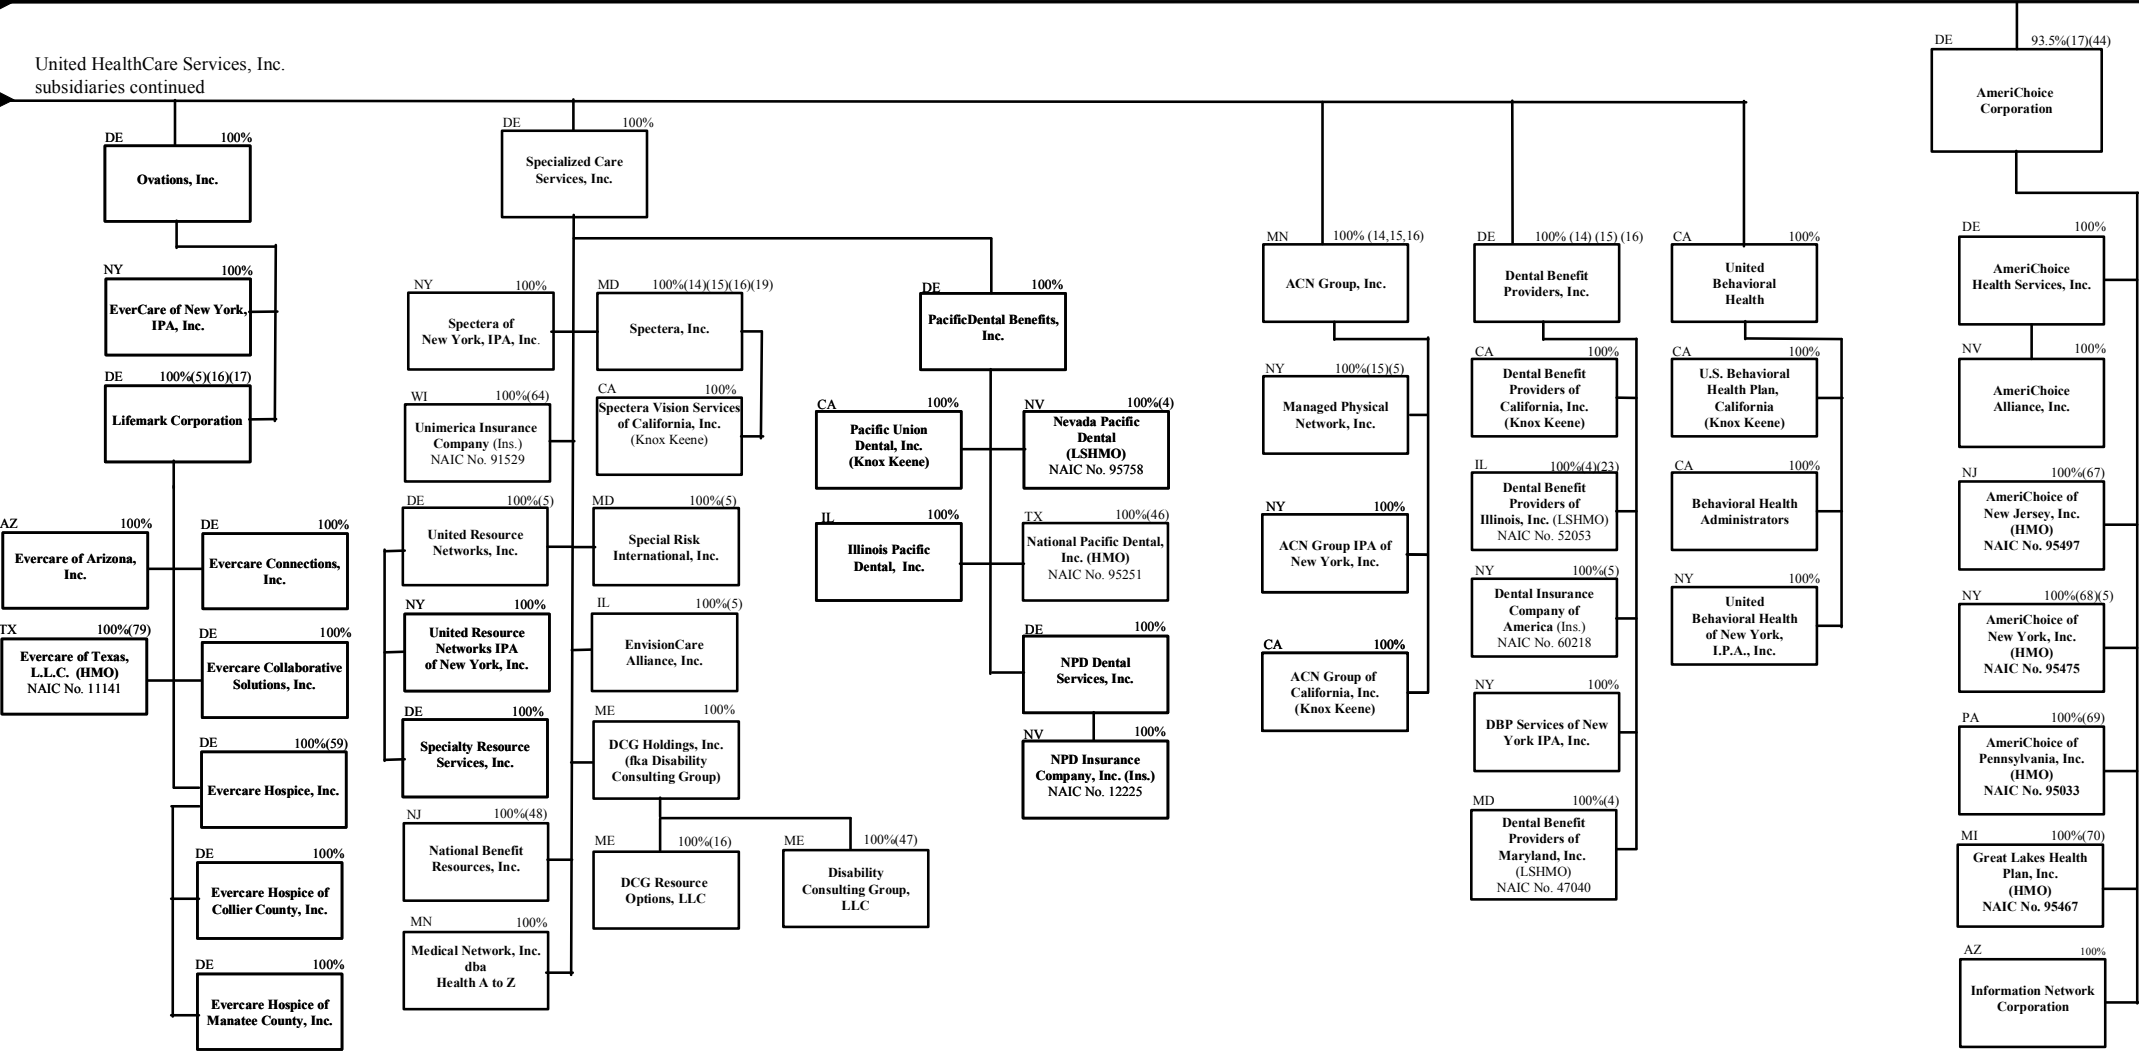 United HealthCare Services, Inc.
subsidiaries continued
DE 100%
Ovations, Inc.
NY 100%
EverCare of New York,
IPA, Inc.
DE 100%(5)(16)(17)
Lifemark Corporation
AZ 100%
Evercare of Arizona,
Inc.
DE 100%
Evercare Connections,
Inc.
TX 100%(79)
Evercare of Texas,
L.L.C. (HMO)
NAIC No. 11141
DE 100%
Evercare Collaborative
Solutions, Inc.
DE 100%(59)
Evercare Hospice, Inc.
DE 100%
Evercare Hospice of
Collier County, Inc.
DE 100%
Evercare Hospice of
Manatee County, Inc.
DE 100%
Specialized Care
Services, Inc.
NY 100%
Spectera of
New York, IPA, Inc.
MD 100%(14)(15)(16)(19)
Spectera, Inc.
WI 100%(64)
Unimerica Insurance
Company (Ins.)
NAIC No. 91529
CA 100%
Spectera Vision Services
of California, Inc.
(Knox Keene)
DE 100%(5)
United Resource
Networks, Inc.
MD 100%(5)
Special Risk
International, Inc.
NY 100%
United Resource
Networks IPA
of New York, Inc.
IL 100%(5)
EnvisionCare
Alliance, Inc.
DE 100%
Specialty Resource
Services, Inc.
ME 100%
DCG Holdings, Inc.
(fka Disability
Consulting Group)
NJ 100%(48)
National Benefit
Resources, Inc.
ME 100%(16)
DCG Resource
Options, LLC
ME 100%(47)
Disability
Consulting Group,
LLC
MN 100%
Medical Network, Inc.
dba
Health A to Z
DE 100%
PacificDental Benefits,
Inc.
CA 100%
Pacific Union
Dental, Inc.
(Knox Keene)
NV 100%(4)
Nevada Pacific
Dental
(LSHMO)
NAIC No. 95758
IL 100%
Illinois Pacific
Dental, Inc.
TX 100%(46)
National Pacific Dental,
Inc. (HMO)
NAIC No. 95251
DE 100%
NPD Dental
Services, Inc.
NV 100%
NPD Insurance
Company, Inc. (Ins.)
NAIC No. 12225
MN 100% (14,15,16)
ACN Group, Inc.
NY 100%(15)(5)
Managed Physical
Network, Inc.
NY 100%
ACN Group IPA of
New York, Inc.
CA 100%
ACN Group of
California, Inc.
(Knox Keene)
DE 100% (14) (15) (16)
Dental Benefit
Providers, Inc.
CA 100%
Dental Benefit
Providers of
California, Inc.
(Knox Keene)
IL 100%(4)(23)
Dental Benefit
Providers of
Illinois, Inc. (LSHMO)
NAIC No. 52053
NY 100%(5)
Dental Insurance
Company of
America (Ins.)
NAIC No. 60218
NY 100%
DBP Services of New
York IPA, Inc.
MD 100%(4)
Dental Benefit
Providers of
Maryland, Inc.
(LSHMO)
NAIC No. 47040
CA 100%
United
Behavioral
Health
CA 100%
U.S. Behavioral
Health Plan,
California
(Knox Keene)
CA 100%
Behavioral Health
Administrators
NY 100%
United
Behavioral Health
of New York,
I.P.A., Inc.
DE 93.5%(17)(44)
AmeriChoice
Corporation
DE 100%
AmeriChoice
Health Services, Inc.
NV 100%
AmeriChoice
Alliance, Inc.
NJ 100%(67)
AmeriChoice of
New Jersey, Inc.
(HMO)
NAIC No. 95497
NY 100%(68)(5)
AmeriChoice of
New York, Inc.
(HMO)
NAIC No. 95475
PA 100%(69)
AmeriChoice of
Pennsylvania, Inc.
(HMO)
NAIC No. 95033
MI 100%(70)
Great Lakes Health
Plan, Inc.
(HMO)
NAIC No. 95467
AZ 100%
Information Network
Corporation